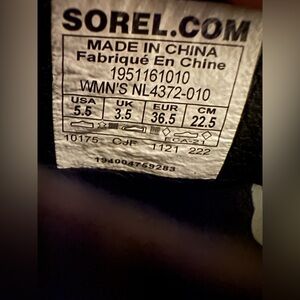 SOREL.COM
MADE IN CHINA
Fabriqué En Chine
1951161010
WMN'S NL4372-010
USA UK EUR CM
5.5 3.5 36.5 22.5
10175 CJF 1121 222
194004759283